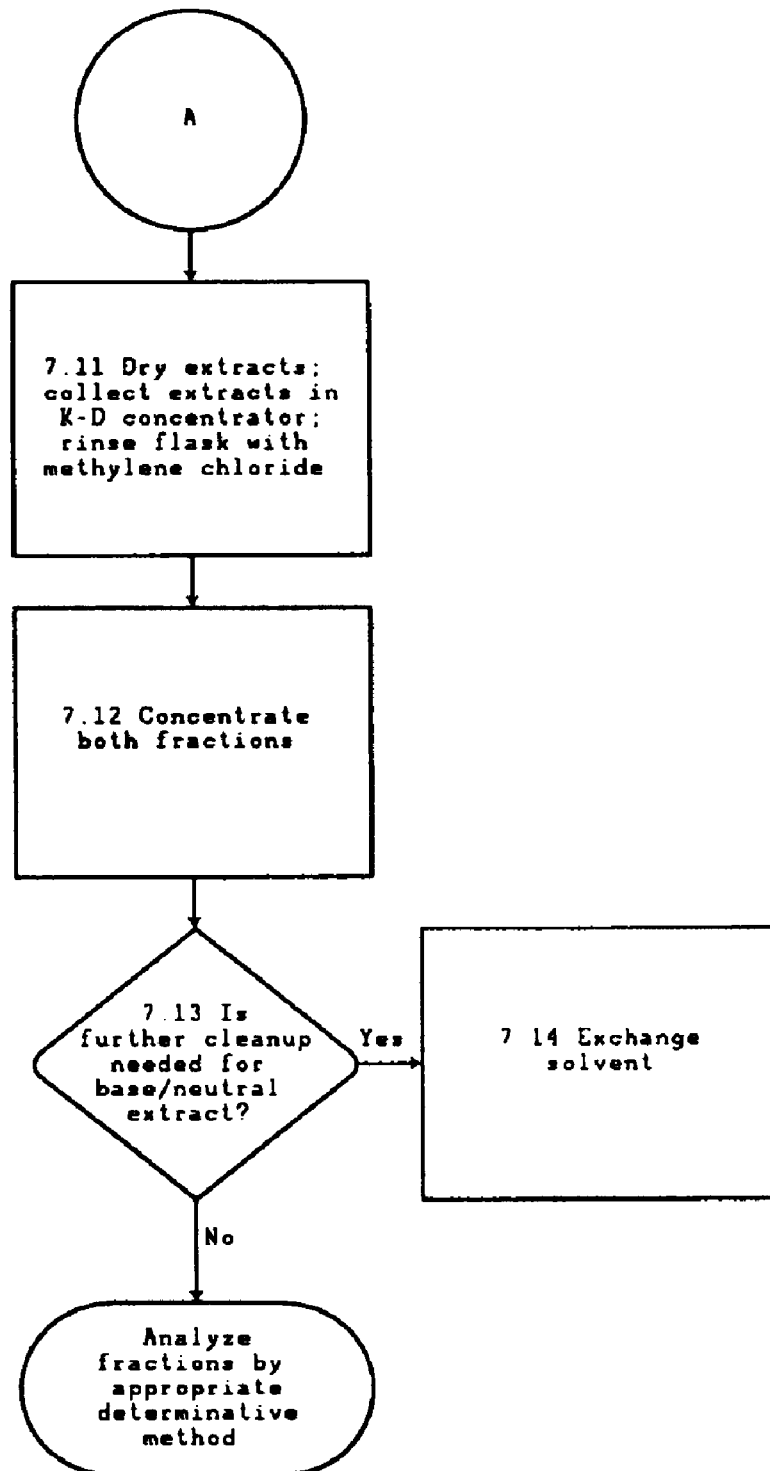 A
7.11 Dry extracts;
collect extracts in
K-D concentrator;
rinse flask with
methylene chloride
7.12 Concentrate
both fractions
7.13 Is
further cleanup
needed for
base/neutral
extract?
Yes
7 14 Exchange
solvent
No
Analyze
fractions by
appropriate
determinative
method